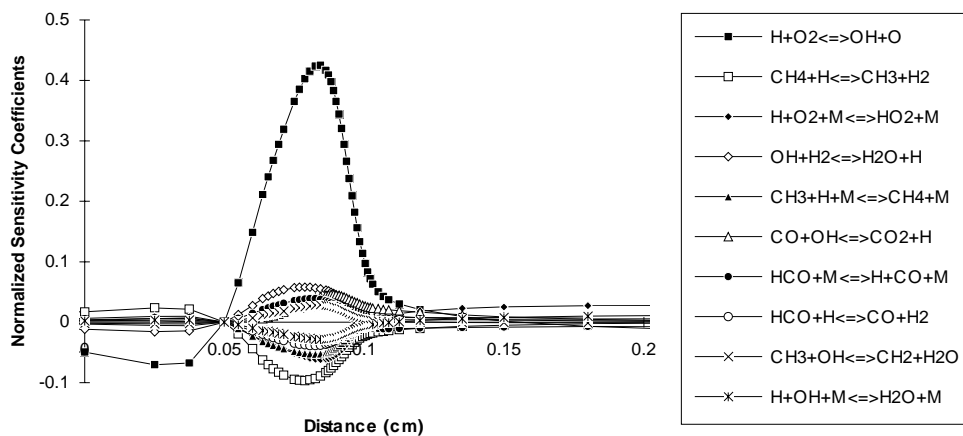 0.5
0.4
0.3
0.2
0.1
0
-0.1
Normalized Sensitivity Coefficients
0 0.05 0.1 0.15 0.2
Distance (cm)
H+O2<=>OH+O
CH4+H<=>CH3+H2
H+O2+M<=>HO2+M
OH+H2<=>H2O+H
CH3+H+M<=>CH4+M
CO+OH<=>CO2+H
HCO+M<=>H+CO+M
HCO+H<=>CO+H2
CH3+OH<=>CH2+H2O
H+OH+M<=>H2O+M